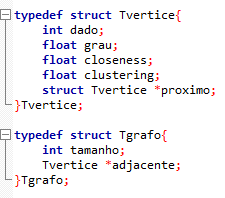 typedef struct Tvertice{
int dado;
float grau;
float closeness;
float clustering;
struct Tvertice *proximo;
}Tvertice;
typedef struct Tgrafo{
int tamanho;
Tvertice *adjacente;
}Tgrafo;